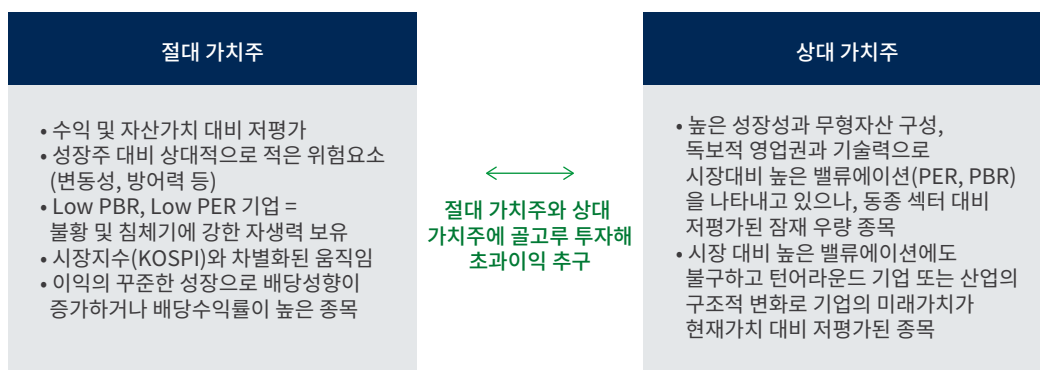 절대 가치주
• 수익 및 자산가치 대비 저평가
• 성장주 대비 상대적으로 적은 위험요소
(변동성, 방어력 등)
• Low PBR, Low PER 기업 =
불황 및 침체기에 강한 자생력 보유
• 시장지수(KOSPI)와 차별화된 움직임
• 이익의 꾸준한 성장으로 배당성향이
증가하거나 배당수익률이 높은 종목
절대 가치주와 상대
가치주에 골고루 투자해
초과이익 추구
상대 가치주
• 높은 성장성과 무형자산 구성,
독보적 영업권과 기술력으로
시장대비 높은 밸류에이션(PER, PBR)
을 나타내고 있으나, 동종 섹터 대비
저평가된 잠재 우량 종목
• 시장 대비 높은 밸류에이션에도
불구하고 턴어라운드 기업 또는 산업의
구조적 변화로 기업의 미래가치가
현재가치 대비 저평가된 종목